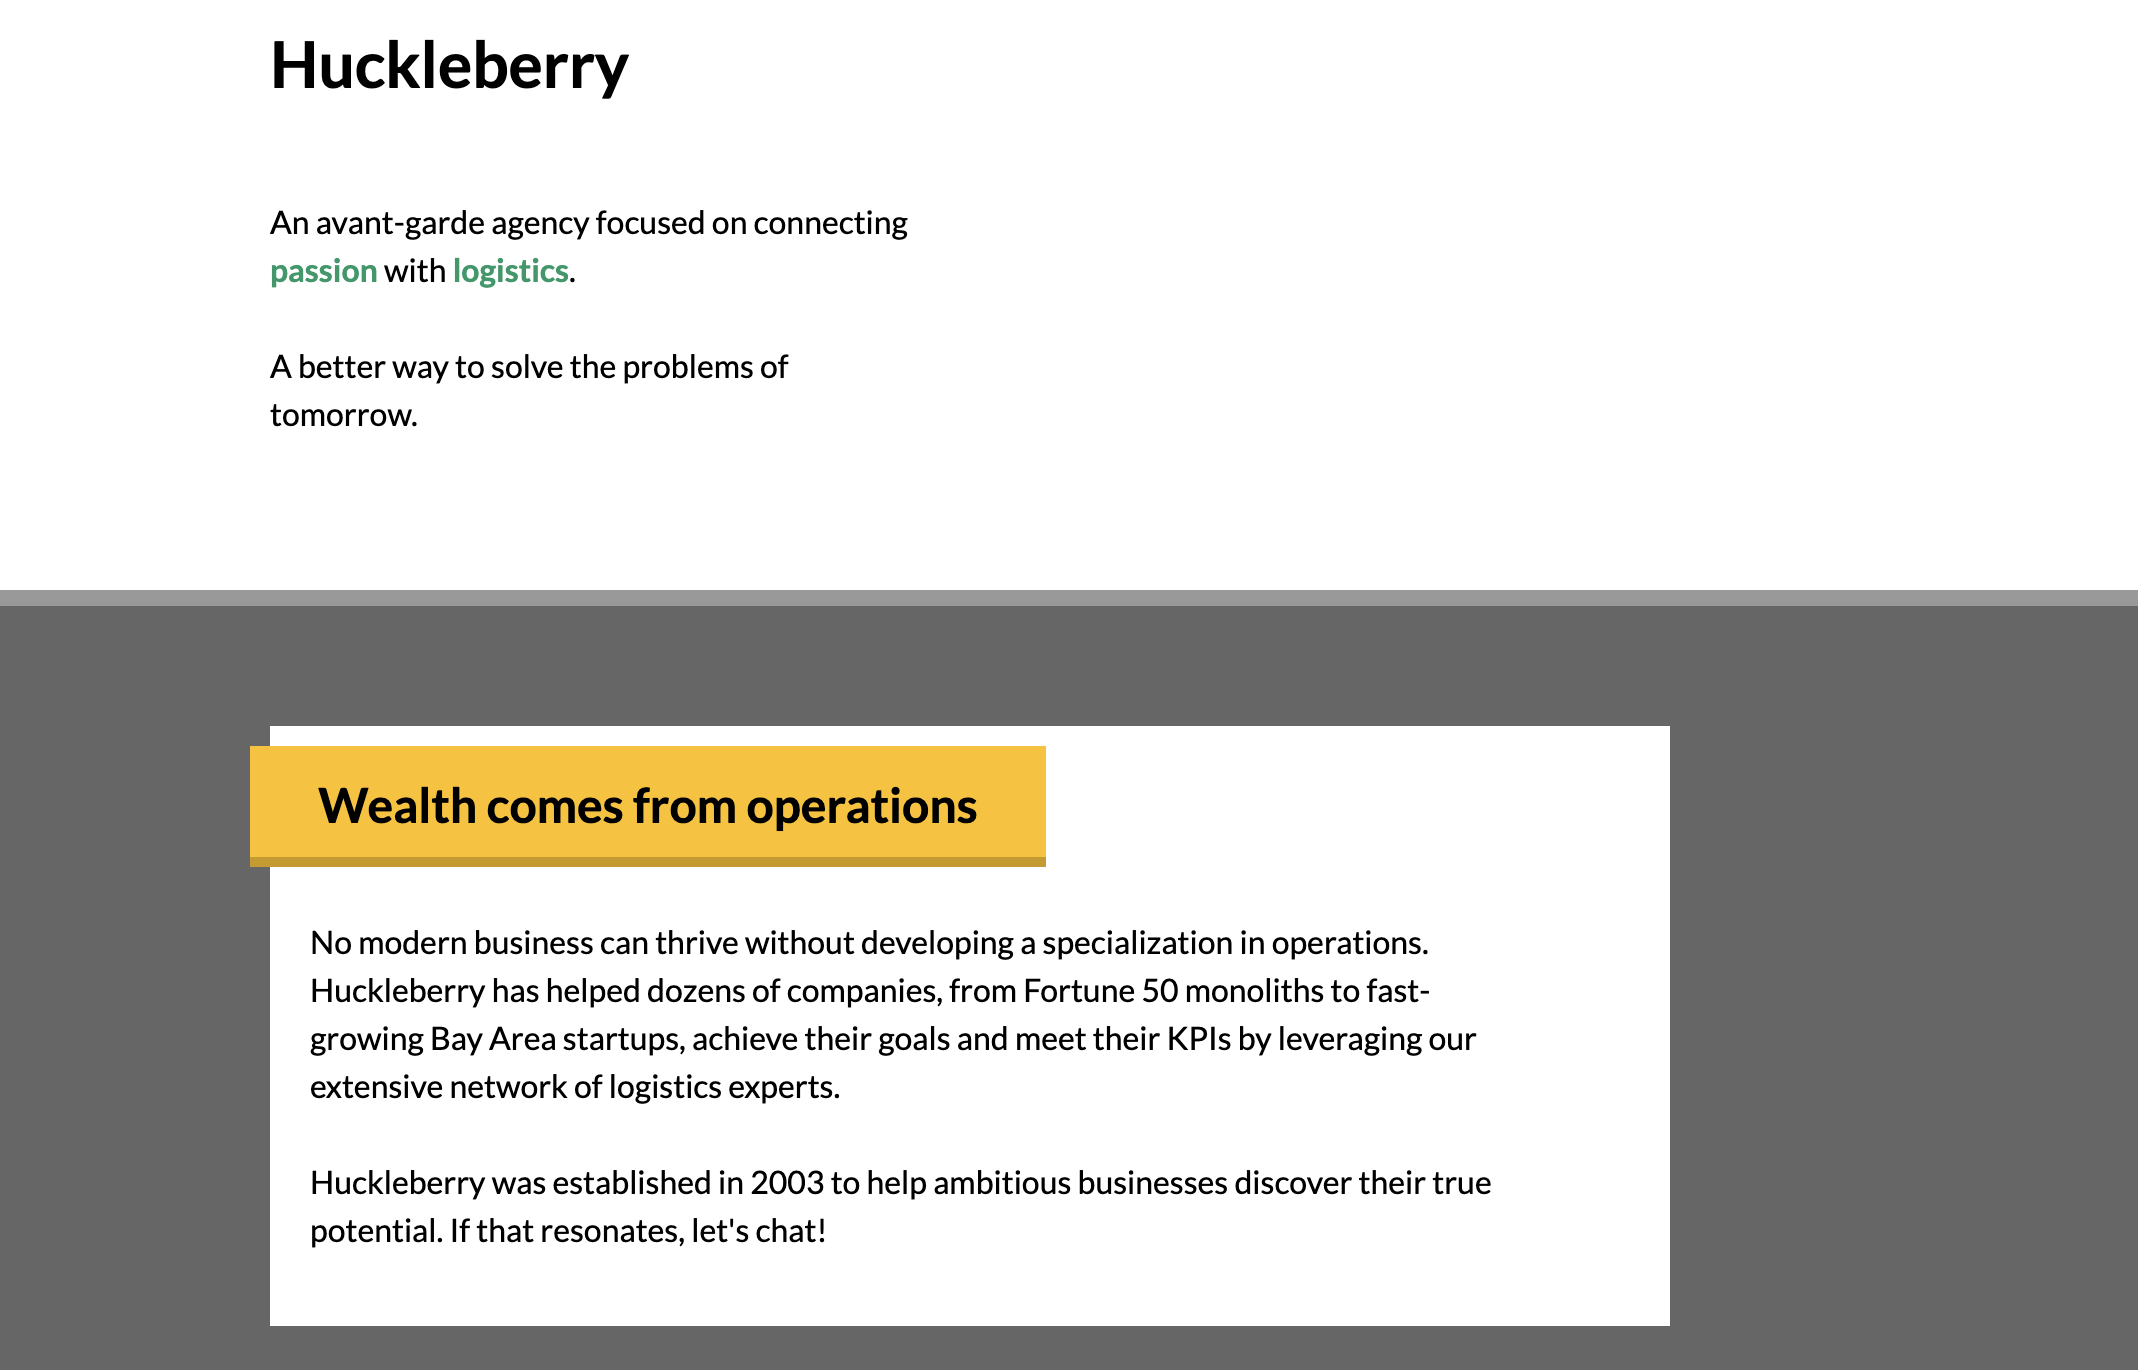 Huckleberry
An avant-garde agency focused on connecting
passion with logistics.
A better way to solve the problems of
tomorrow.
Wealth comes from operations
No modern business can thrive without developing a specialization in operations.
Huckleberry has helped dozens of companies, from Fortune 50 monoliths to fast-
growing Bay Area startups, achieve their goals and meet their KPIs by leveraging our
extensive network of logistics experts.
Huckleberry was established in 2003 to help ambitious businesses discover their true
potential. If that resonates, let's chat!